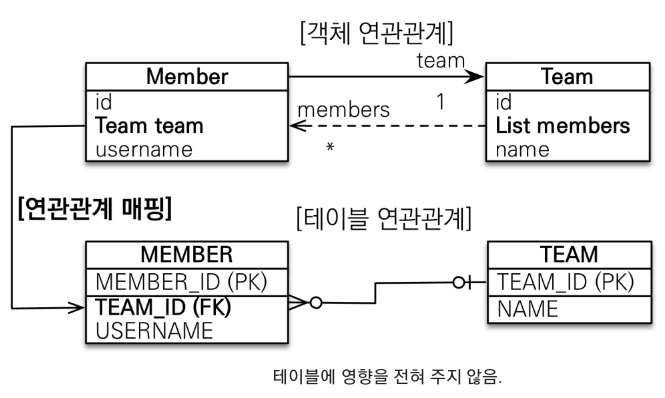 [객체 연관관계]
team
Member
Team
id
Team team
username
members
1
*
id
List members
name
[연관관계 매핑]
[테이블 연관관계]
MEMBER
MEMBER_ID (PK)
TEAM_ID (FK)
USERNAME
TEAM
TEAM_ID (PK)
NAME
테이블에 영향을 전혀 주지 않음.